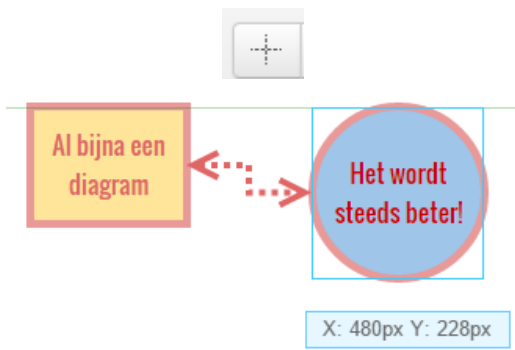 Al bijna een
diagram
Het wordt
steeds beter!
X: 480px Y: 228px